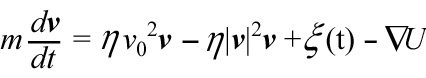 m d𝒗/dt = ηv₀²𝒗 − η|𝒗|²𝒗 + 𝝃(t) − ∇U